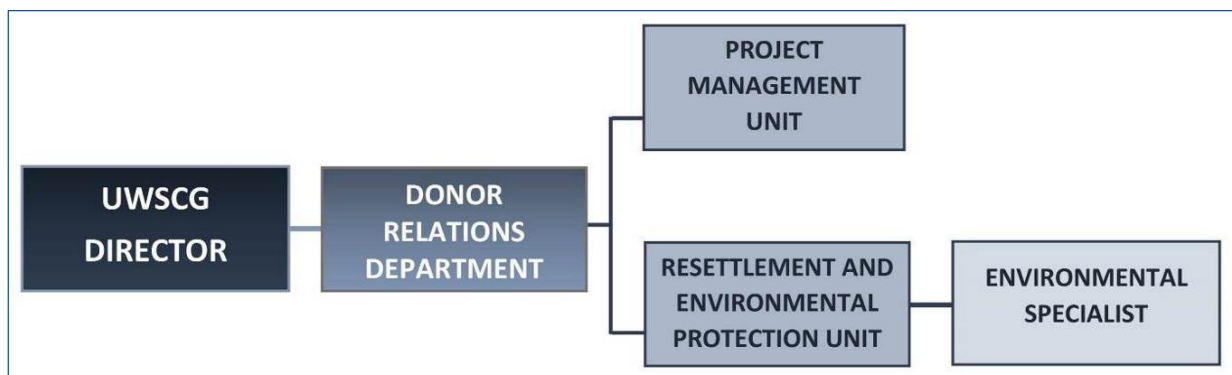 UWSCG
DIRECTOR
DONOR
RELATIONS
DEPARTMENT
PROJECT
MANAGEMENT
UNIT
RESETTLEMENT AND
ENVIRONMENTAL
PROTECTION UNIT
ENVIRONMENTAL
SPECIALIST